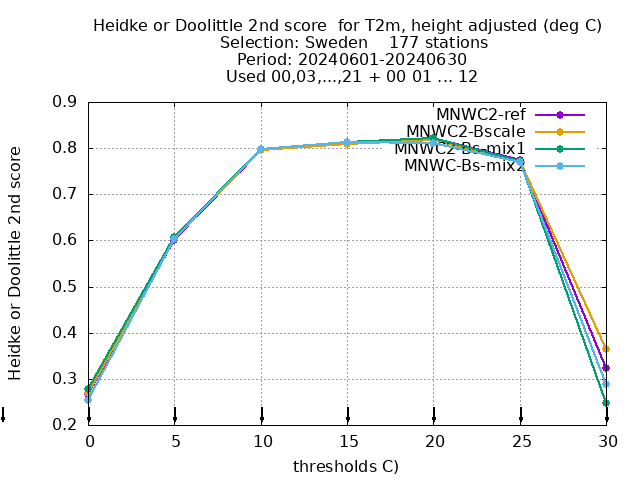 Heidke or Doolittle 2nd score  for T2m, height adjusted (deg C)
Selection: Sweden    177 stations
Period: 20240601-20240630
Used 00,03,...,21 + 00 01 ... 12
0.9
0.8
0.7
0.6
0.5
0.4
0.3
0.2
Heidke or Doolittle 2nd score
MNWC2-ref
MNWC2-Bscale
MNWC2-Bs-mix1
MNWC-Bs-mix2
0 5 10 15 20 25 30
thresholds C)